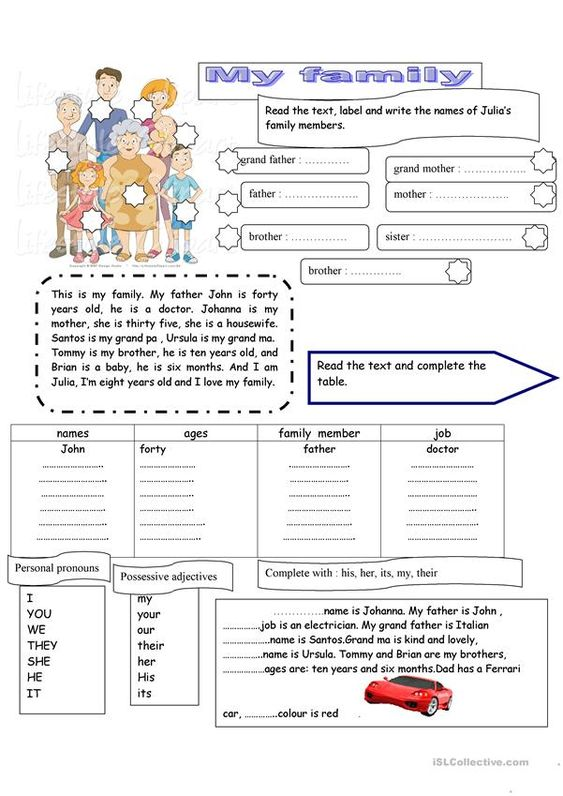 My family
Read the text, label and write the names of Julia's
family members.
grand father : …………
grand mother : ……………..
father : ………………..
mother : ………………..
brother : ……………
sister : ………………..
brother : …………..
This is my family. My father John is forty
years old, he is a doctor. Johanna is my
mother, she is thirty five, she is a housewife.
Santos is my grand pa , Ursula is my grand ma.
Tommy is my brother, he is ten years old, and
Brian is a baby, he is six months. And I am
Julia, I'm eight years old and I love my family.
Read the text and complete the
table.
names ages family member job
John forty father doctor
Personal pronouns
I
YOU
WE
THEY
SHE
HE
IT
Possessive adjectives
my
your
our
their
her
His
its
Complete with : his, her, its, my, their
…………..name is Johanna. My father is John ,
…………….job is an electrician. My grand father is Italian
………………..name is Santos.Grand ma is kind and lovely,
……………..name is Ursula. Tommy and Brian are my brothers,
………………ages are: ten years and six months.Dad has a Ferrari
car, …………..colour is red
iSLCollective.com